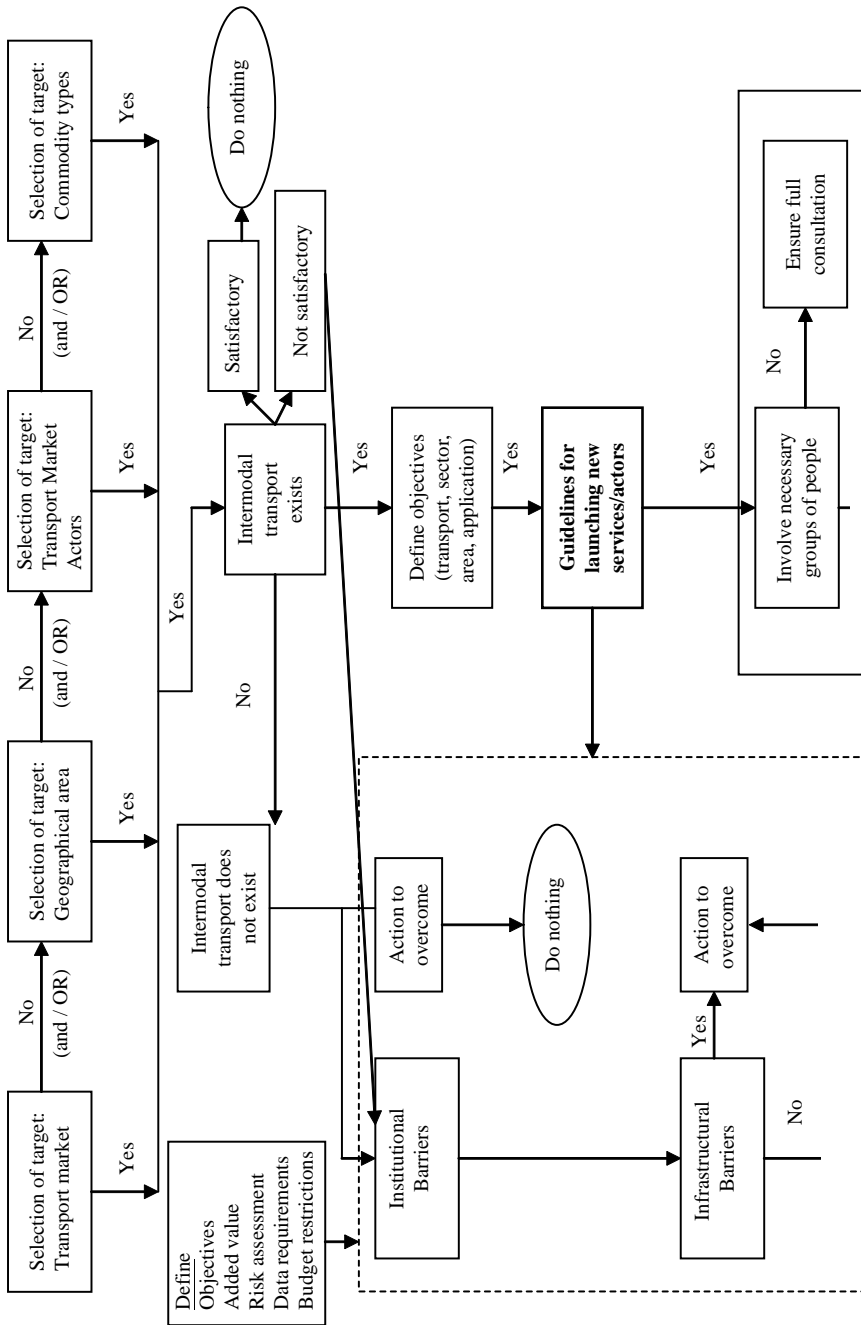 Selection of target:
Transport market
No
(and / OR)
Selection of target:
Geographical area
No
(and / OR)
Selection of target:
Transport Market
Actors
No
(and / OR)
Selection of target:
Commodity types
Yes
Yes
Yes
Yes
Yes
Define
Objectives
Added value
Risk assessment
Data requirements
Budget restrictions
Intermodal
transport does
not exist
No
Intermodal
transport
exists
Satisfactory
Not satisfactory
Do nothing
Yes
Institutional
Barriers
Action to
overcome
Define objectives
(transport, sector,
area, application)
Yes
Do nothing
Guidelines for
launching new
services/actors
Yes
Infrastructural
Barriers
Yes
Action to
overcome
No
Involve necessary
groups of people
No
Ensure full
consultation